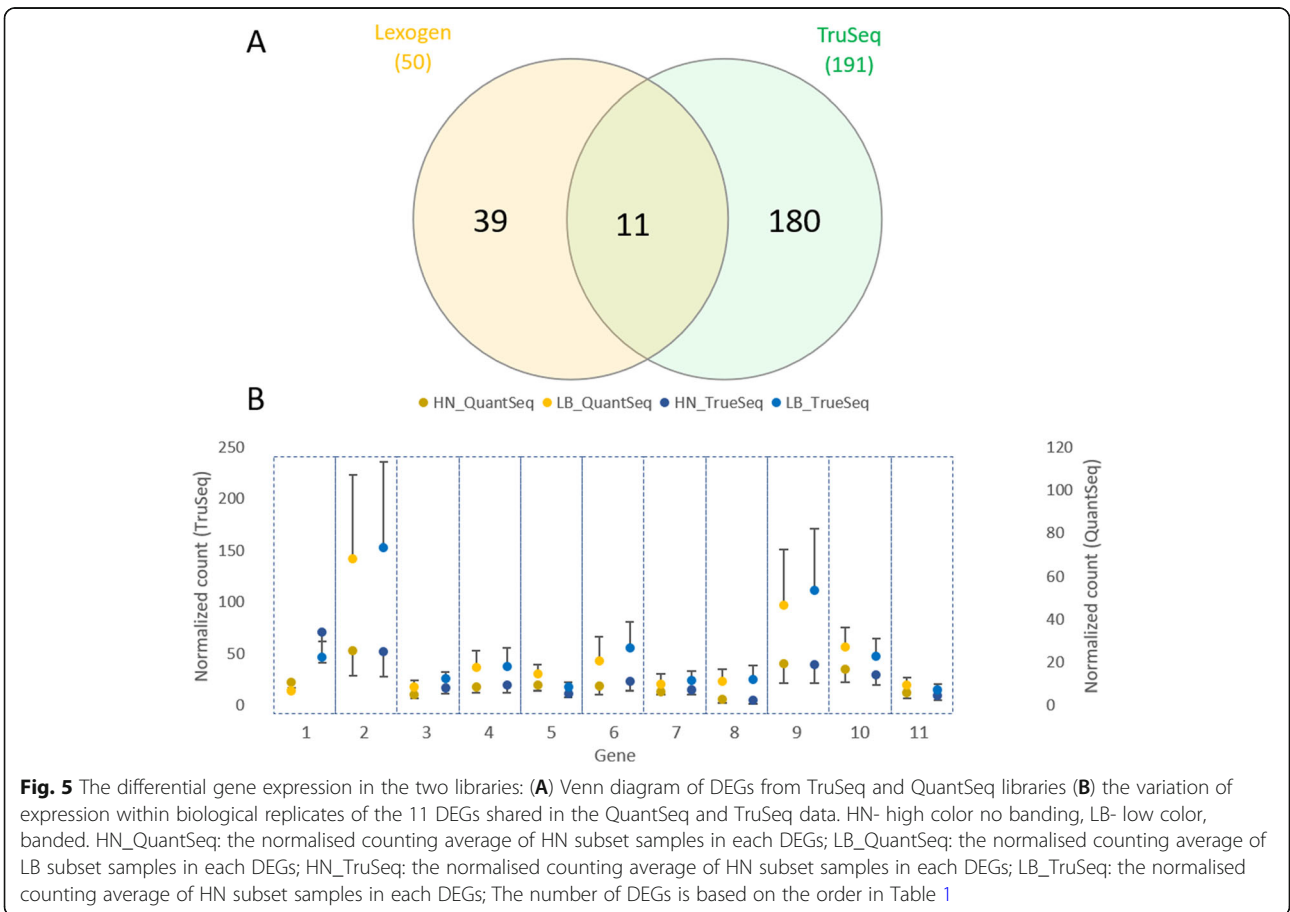 A
Lexogen
(50)
TruSeq
(191)
39
11
180
B
HN_QuantSeq LB_QuantSeq HN_TrueSeq LB_TrueSeq
Normalized count (TruSeq)
250
200
150
100
50
0
120
100
80
60
40
20
0
Normalized count (QuantSeq)
1 2 3 4 5 6 7 8 9 10 11
Gene
Fig. 5 The differential gene expression in the two libraries: (A) Venn diagram of DEGs from TruSeq and QuantSeq libraries (B) the variation of
expression within biological replicates of the 11 DEGs shared in the QuantSeq and TruSeq data. HN- high color no banding, LB- low color,
banded. HN_QuantSeq: the normalised counting average of HN subset samples in each DEGs; LB_QuantSeq: the normalised counting average of
LB subset samples in each DEGs; HN_TruSeq: the normalised counting average of HN subset samples in each DEGs; LB_TruSeq: the normalised
counting average of HN subset samples in each DEGs; The number of DEGs is based on the order in Table 1